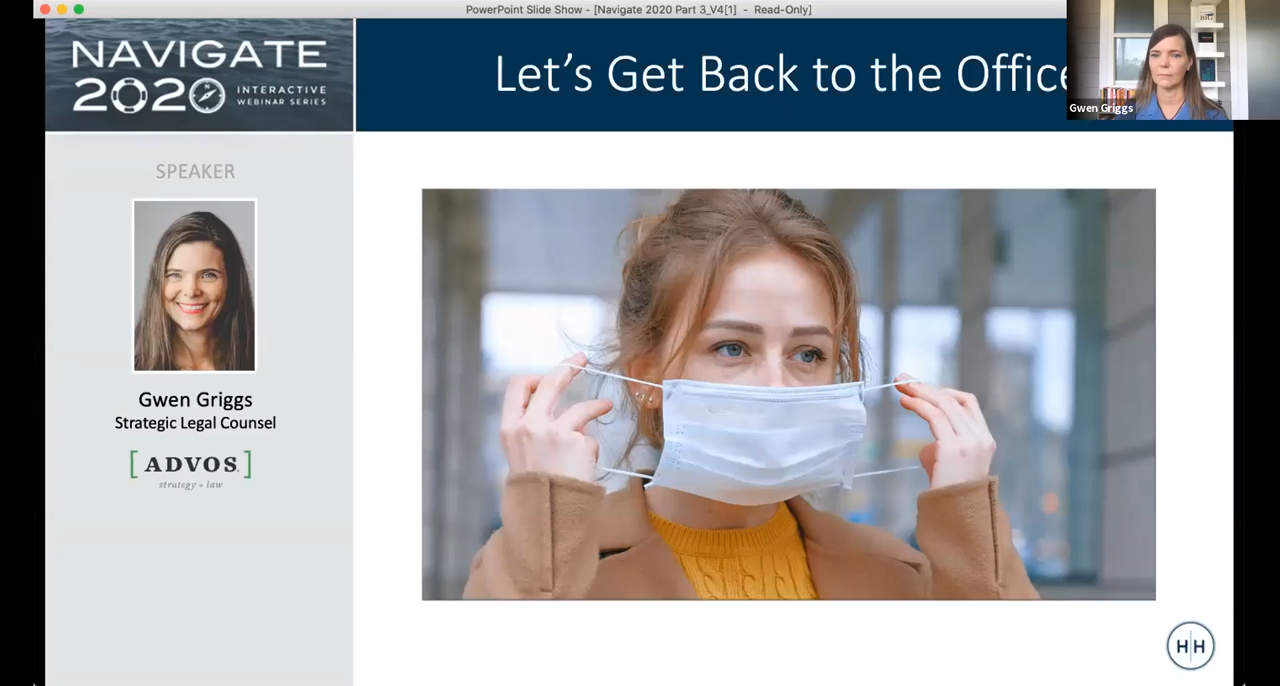 PowerPoint Slide Show - [Navigate 2020 Part 3_V4[1] - Read-Only]
NAVIGATE
2020 INTERACTIVE
WEBINAR SERIES
Let's Get Back to the Office
Gwen Griggs
SPEAKER
Gwen Griggs
Strategic Legal Counsel
[ADVOS]
strategy + law
H|H